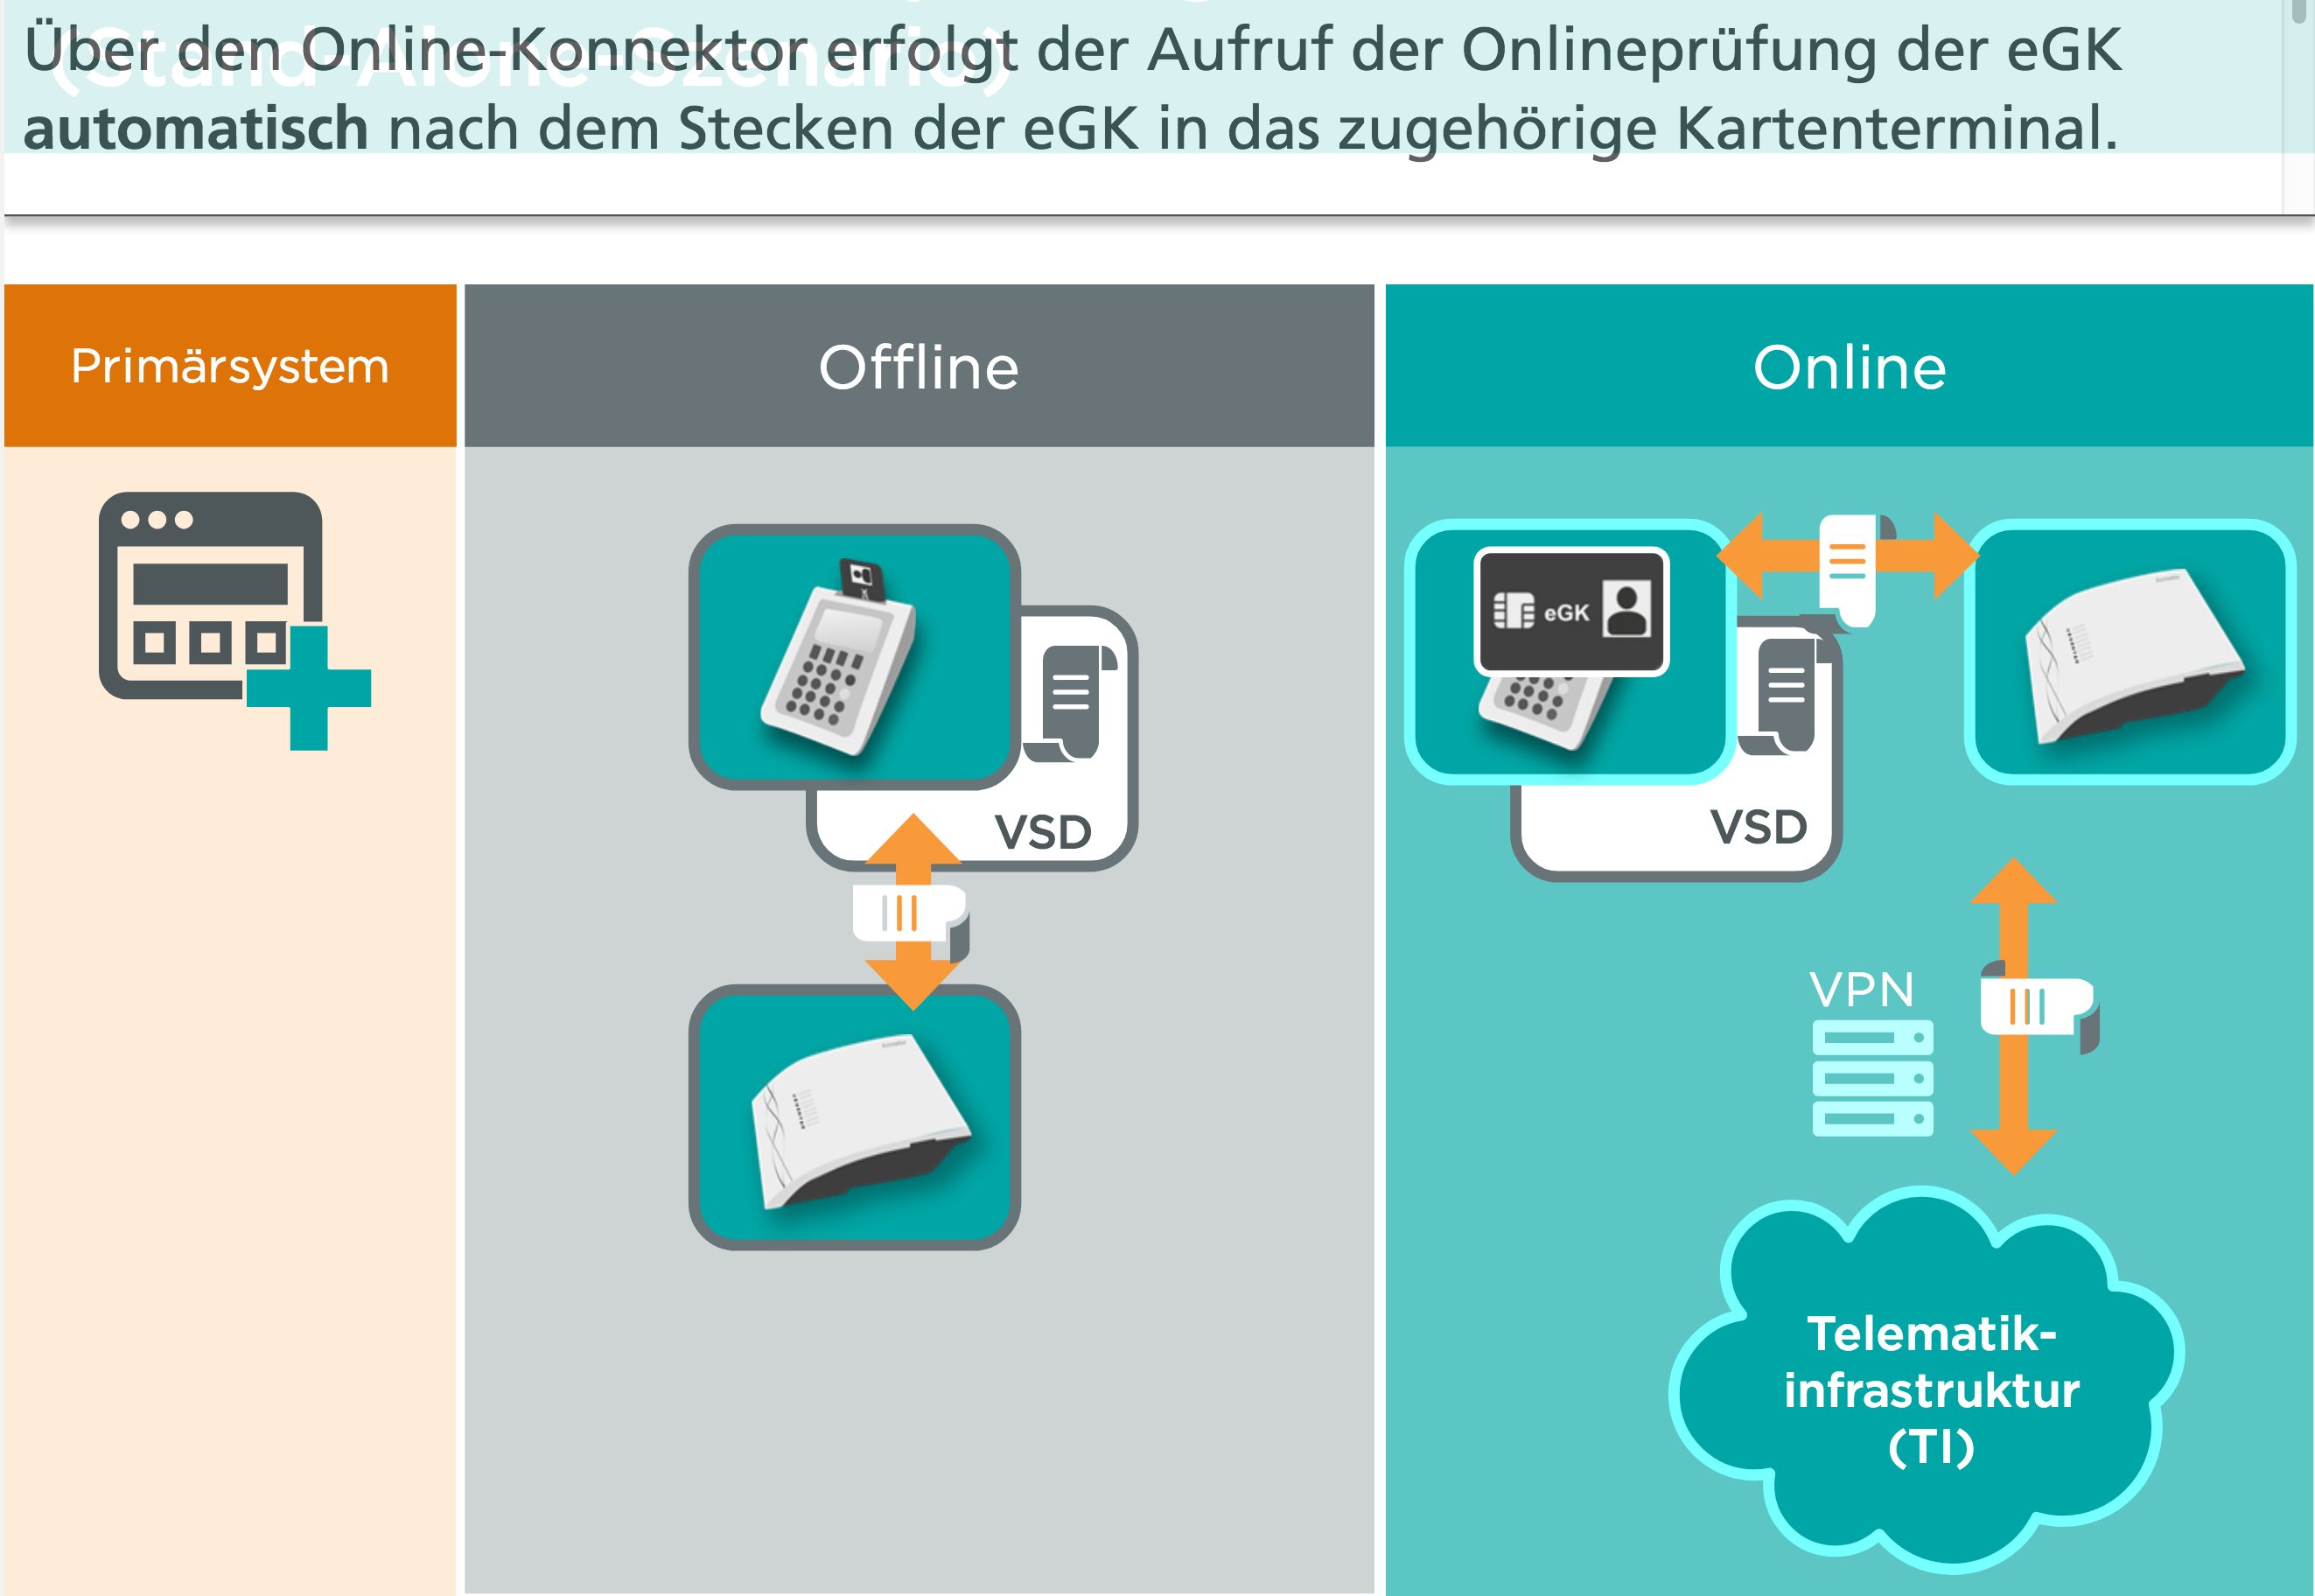 (Stand-Alone-Szenario)
Über den Online-Konnektor erfolgt der Aufruf der Onlineprüfung der eGK
automatisch nach dem Stecken der eGK in das zugehörige Kartenterminal.
Primärsystem
Offline
Online
eGK
VSD
VSD
VPN
Telematik-
infrastruktur
(TI)